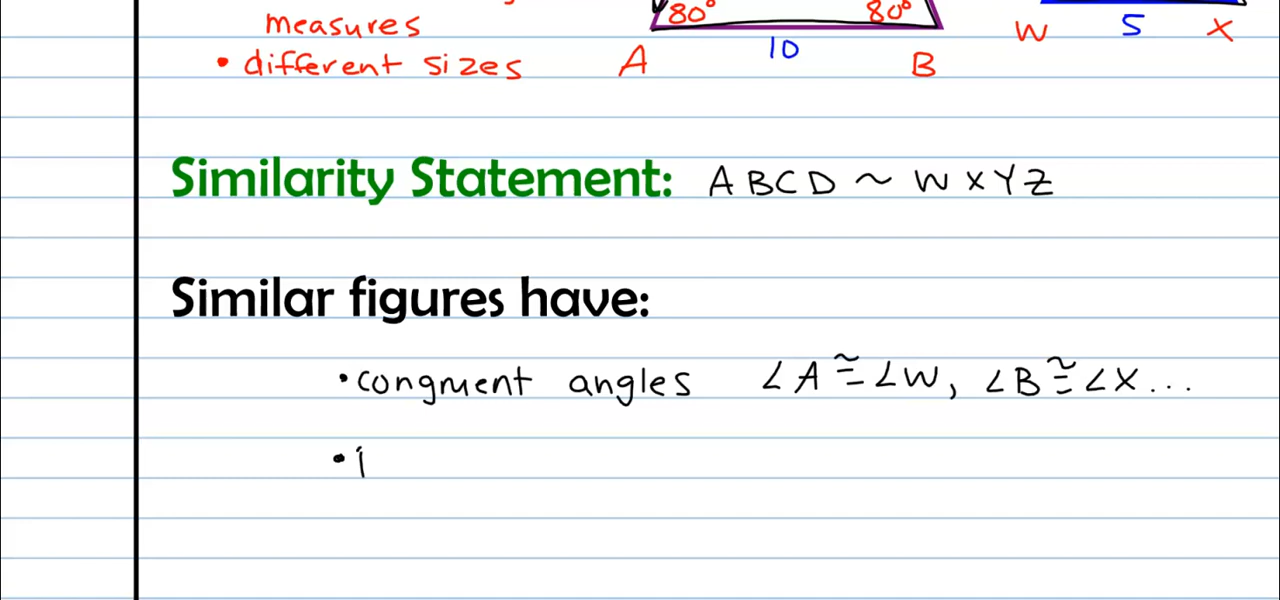 80° 80°
measures
10
W 5 X
• different sizes A B
Similarity Statement: ABCD ~ WXYZ
Similar figures have:
• congruent angles ∠A ≅ ∠W, ∠B ≅ ∠X...
•